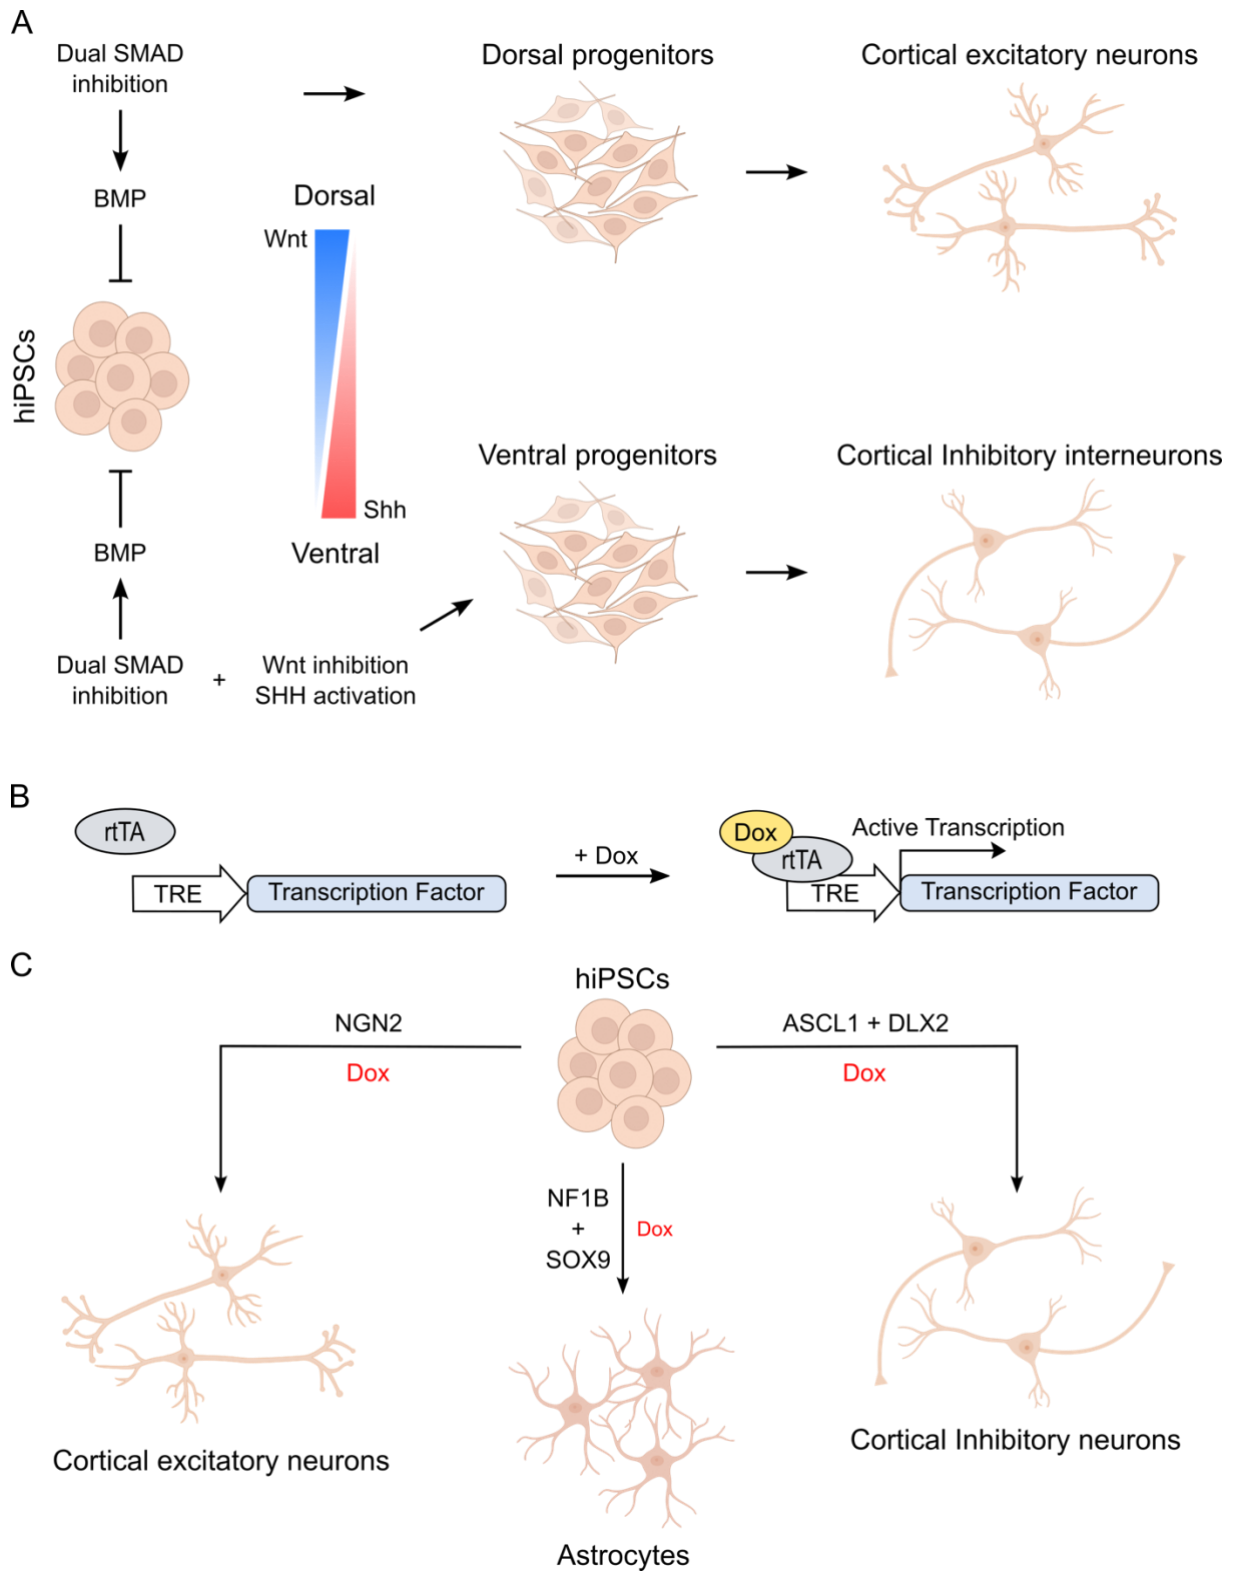 A
Dual SMAD
inhibition
BMP
hiPSCs
BMP
Dual SMAD
inhibition
+
Wnt inhibition
SHH activation
Dorsal
Wnt
Shh
Ventral
Dorsal progenitors
Cortical excitatory neurons
Ventral progenitors
Cortical Inhibitory interneurons
B
rtTA
TRE
Transcription Factor
+ Dox
Dox
rtTA
Active Transcription
TRE
Transcription Factor
C
hiPSCs
NGN2
Dox
ASCL1 + DLX2
Dox
NF1B
+
SOX9
Dox
Cortical excitatory neurons
Astrocytes
Cortical Inhibitory neurons